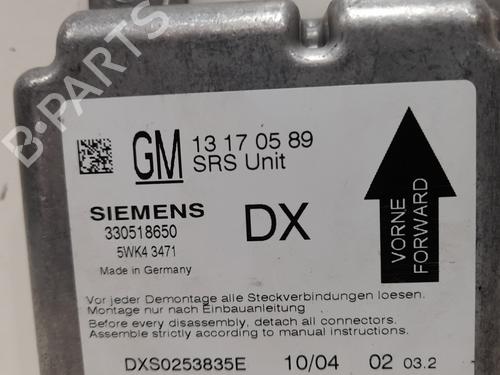 B-PARTS
GM 13 17 05 89
SRS Unit
SIEMENS
330518650
5WK4 3471
Made in Germany
DX
VORNE
FORWARD
Vor jeder Demontage alle Steckverbindungen loesen.
Montage nur nach Einbauanleitung
Before every disassembly, detach all connectors.
Assemble strictly according to manual instructions.
DXS0253835E 10/04 02 03.2